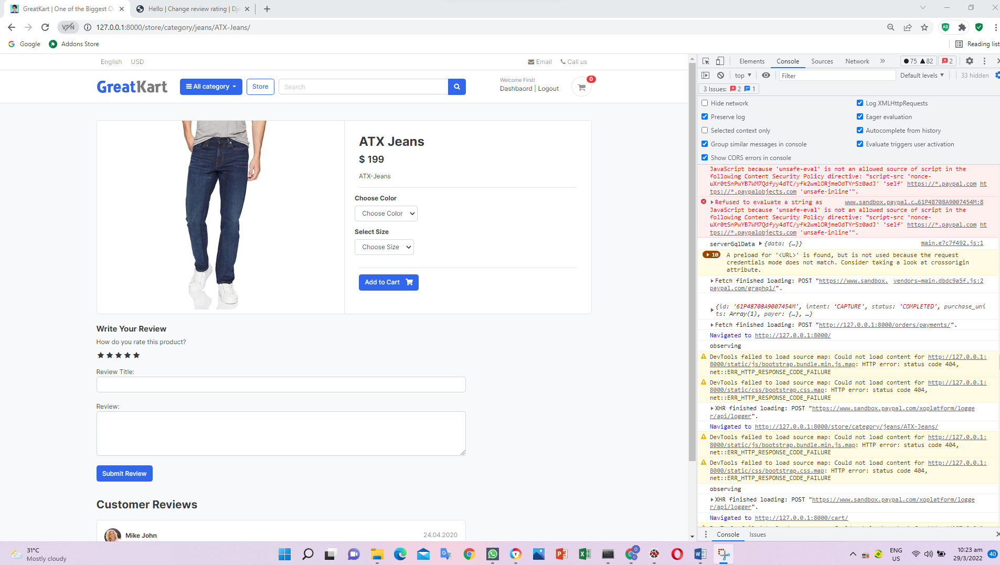 GreatKart | One of the Biggest O
Hello | Change review rating | Dja
VPN
127.0.0.1:8000/store/category/jeans/ATX-Jeans/
Google
Addons Store
Reading list
English
USD
Email
Call us
GreatKart
All category
Store
Search
Welcome First!
Dashbaord | Logout
0
ATX Jeans
$ 199
ATX-Jeans
Choose Color
Choose Color
Select Size
Choose Size
Add to Cart
Write Your Review
How do you rate this product?
Review Title:
Review:
Submit Review
Customer Reviews
Mike John
24.04.2020
Elements
Console
Sources
Network
75
82
2
top
Filter
Default levels
33 hidden
3 Issues: 2 1
Hide network
Log XMLHttpRequests
Preserve log
Eager evaluation
Selected context only
Autocomplete from history
Group similar messages in console
Evaluate triggers user activation
Show CORS errors in console
JavaScript because 'unsafe-eval' is not an allowed source of script in the
following Content Security Policy directive: "script-src 'nonce-
uXr0tSnPwYB7WM7Qdfyy4dTC/yfk2wmlORjmeOdTYrSz0adJ' 'self' https://*.paypal.com ht
tps://*.paypalobjects.com 'unsafe-inline'".
Refused to evaluate a string as www.sandbox.paypal.c…61P48708A9007454M:8
JavaScript because 'unsafe-eval' is not an allowed source of script in the
following Content Security Policy directive: "script-src 'nonce-
uXr0tSnPwYB7WM7Qdfyy4dTC/yfk2wmlORjmeOdTYrSz0adJ' 'self' https://*.paypal.com ht
tps://*.paypalobjects.com 'unsafe-inline'".
serverGqlData {data: {…}} main.e7c7f492.js:1
10 A preload for '<URL>' is found, but is not used because the request
credentials mode does not match. Consider taking a look at crossorigin
attribute.
Fetch finished loading: POST "https://www.sandbox. vendors~main.dbdc9a5f.js:2
paypal.com/graphql/".
{id: '61P48708A9007454M', intent: 'CAPTURE', status: 'COMPLETED', purchase_uni
ts: Array(1), payer: {…}, …}
Fetch finished loading: POST "http://127.0.0.1:8000/orders/payments/".
Navigated to http://127.0.0.1:8000/
observing
DevTools failed to load source map: Could not load content for http://127.0.0.1:
8000/static/js/bootstrap.bundle.min.js.map: HTTP error: status code 404,
net::ERR_HTTP_RESPONSE_CODE_FAILURE
DevTools failed to load source map: Could not load content for http://127.0.0.1:
8000/static/css/bootstrap.css.map: HTTP error: status code 404,
net::ERR_HTTP_RESPONSE_CODE_FAILURE
XHR finished loading: POST "https://www.sandbox.paypal.com/xoplatform/logge
r/api/logger".
Navigated to http://127.0.0.1:8000/store/category/jeans/ATX-Jeans/
DevTools failed to load source map: Could not load content for http://127.0.0.1:
8000/static/js/bootstrap.bundle.min.js.map: HTTP error: status code 404,
net::ERR_HTTP_RESPONSE_CODE_FAILURE
DevTools failed to load source map: Could not load content for http://127.0.0.1:
8000/static/css/bootstrap.css.map: HTTP error: status code 404,
net::ERR_HTTP_RESPONSE_CODE_FAILURE
observing
XHR finished loading: POST "https://www.sandbox.paypal.com/xoplatform/logge
r/api/logger".
Navigated to http://127.0.0.1:8000/cart/
Console
Issues
31°C
Mostly cloudy
ENG
US
10:23 am
29/3/2022
40